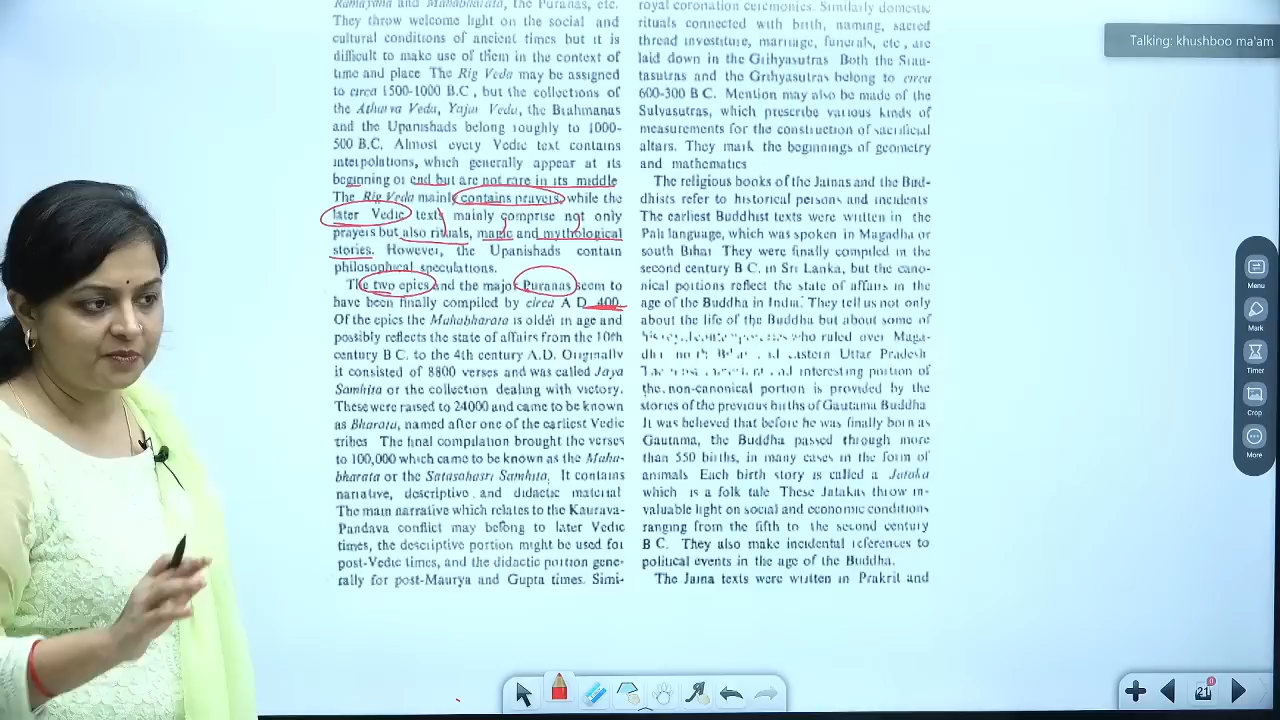 Ramayana and Mahabharata, the Puranas, etc.
They throw welcome light on the social and
cultural conditions of ancient times but it is
difficult to make use of them in the context of
time and place The Rig Veda may be assigned
to circa 1500-1000 B.C , but the collections of
the Atharva Veda, Yajur Veda, the Brahmanas
and the Upanishads belong roughly to 1000-
500 B.C. Almost every Vedic text contains
interpolations, which generally appear at its
beginning or end but are not rare in its middle
The Rig Veda mainly contains prayers, while the
later Vedic texts mainly comprise not only
prayers but also rituals, magic and mythological
stories. However, the Upanishads contain
philosophical speculations.
The two epics and the major Puranas seem to
have been finally compiled by circa A D 400.
Of the epics the Mahabharata is older in age and
possibly reflects the state of affairs from the 10th
century B C. to the 4th century A.D. Originally
it consisted of 8800 verses and was called Jaya
Samhita or the collection dealing with victory.
These were raised to 24000 and came to be known
as Bharata, named after one of the earliest Vedic
tribes The final compilation brought the verses
to 100,000 which came to be known as the Maha-
bharata or the Satasahasri Samhita. It contains
narrative, descriptive and didactic material
The main narrative which relates to the Kaurava-
Pandava conflict may belong to later Vedic
times, the descriptive portion might be used for
post-Vedic times, and the didactic portion gene-
rally for post-Maurya and Gupta times. Simi-
royal coronation ceremonies. Similarly domestic
rituals connected with birth, naming, sacred
thread investiture, marriage, funerals, etc , are
laid down in the Grihyasutras Both the Srau-
tasutras and the Grihyasutras belong to circa
600-300 B C. Mention may also be made of the
Sulvasutras, which prescribe various kinds of
measurements for the construction of sacrificial
altars. They mark the beginnings of geometry
and mathematics
The religious books of the Jainas and the Bud-
dhists refer to historical persons and incidents
The earliest Buddhist texts were written in the
Pali language, which was spoken in Magadha or
south Bihar They were finally compiled in the
second century B C. in Sri Lanka, but the cano-
nical portions reflect the state of affairs in the
age of the Buddha in India. They tell us not only
about the life of the Buddha but about some of
his who ruled over Maga-
eastern Uttar Pradesh
interesting portion of
the non-canonical portion is provided by the
stories of the previous births of Gautama Buddha
It was believed that before he was finally born as
Gautama, the Buddha passed through more
than 550 births, in many cases in the form of
animals Each birth story is called a Jataka
which is a folk tale These Jatakas throw in-
valuable light on social and economic conditions
ranging from the fifth to the second century
B C. They also make incidental references to
political events in the age of the Buddha.
The Jaina texts were written in Prakrit and
Talking: khushboo ma'am
Menu
Mark
Timer
Crop
More
21